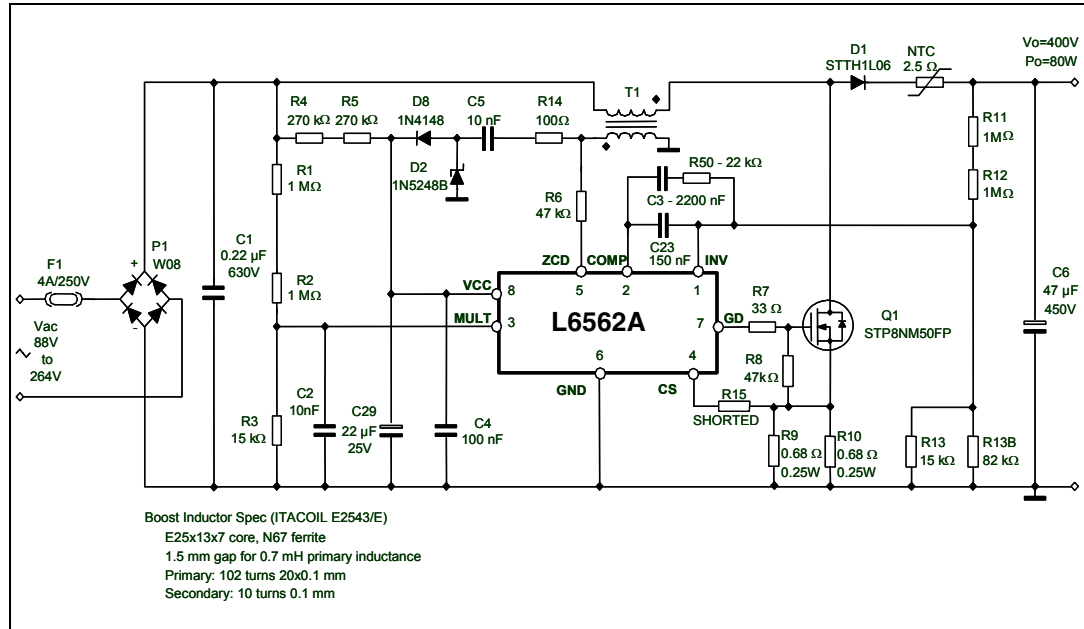 D1
STTH1L06
NTC
2.5 Ω
Vo=400V
Po=80W
R4
270 kΩ
R5
270 kΩ
D8
1N4148
C5
10 nF
R14
100Ω
T1
R11
1MΩ
R12
1MΩ
D2
1N5248B
R1
1 MΩ
R6
47 kΩ
R50 - 22 kΩ
C3 - 2200 nF
C23
150 nF
F1
4A/250V
P1
W08
+
-
C1
0.22 µF
630V
R2
1 MΩ
ZCD
COMP
INV
5
2
1
VCC
8
MULT
3
L6562A
7
GD
6
4
GND
CS
R7
33 Ω
R8
47kΩ
Q1
STP8NM50FP
C6
47 µF
450V
Vac
88V
to
264V
R15
SHORTED
R3
15 kΩ
C2
10nF
C29
22 µF
25V
C4
100 nF
R9
0.68 Ω
0.25W
R10
0.68 Ω
0.25W
R13
15 kΩ
R13B
82 kΩ
Boost Inductor Spec (ITACOIL E2543/E)
E25x13x7 core, N67 ferrite
1.5 mm gap for 0.7 mH primary inductance
Primary: 102 turns 20x0.1 mm
Secondary: 10 turns 0.1 mm